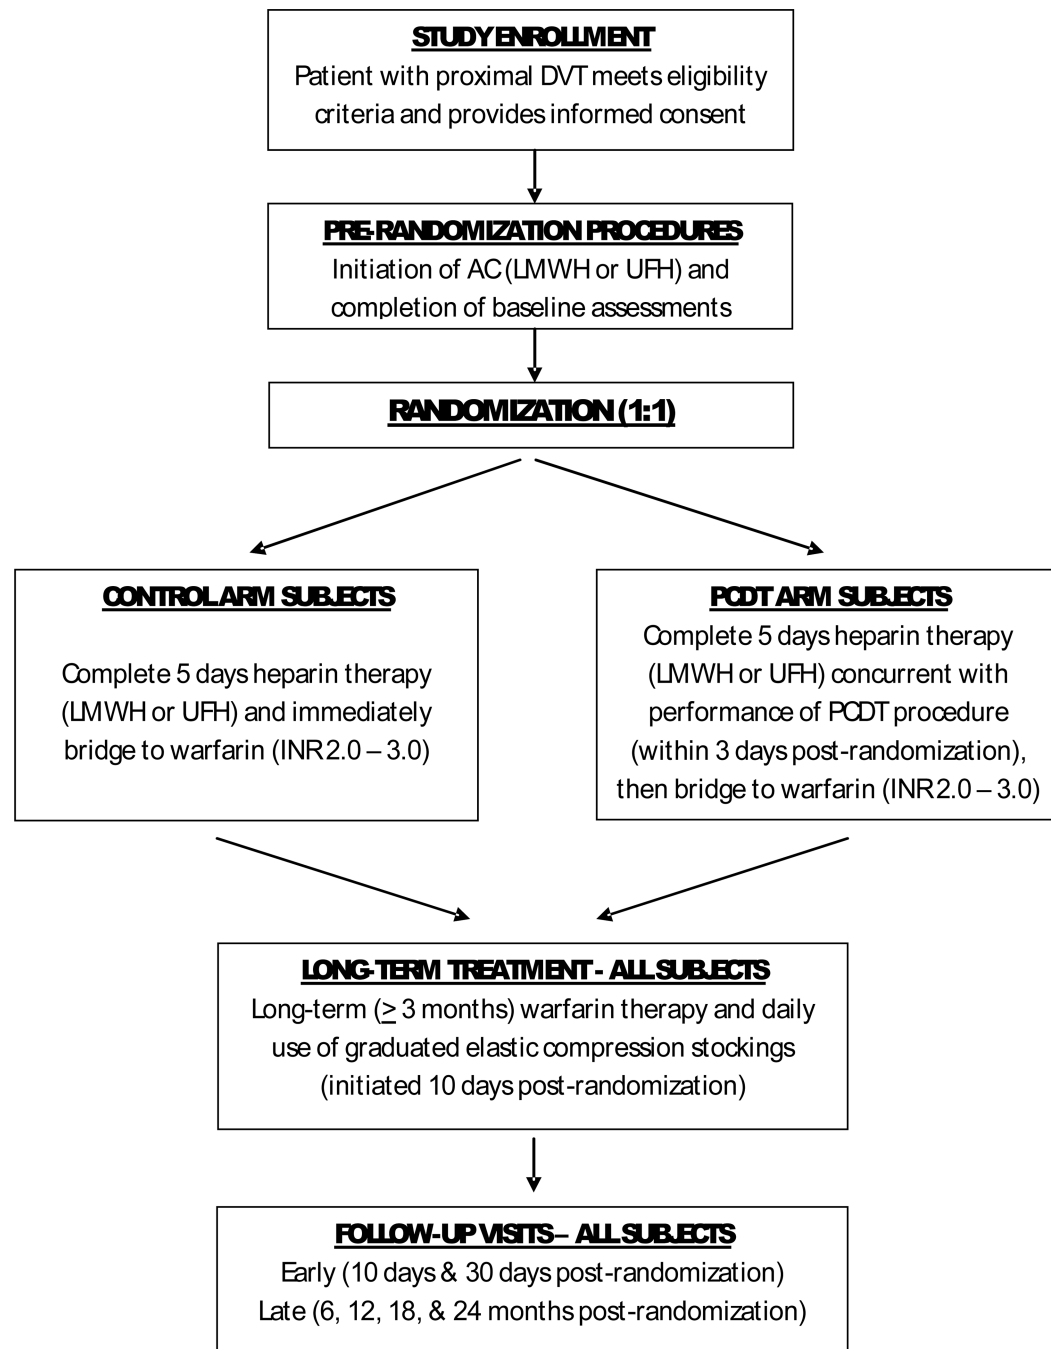 STUDY ENROLLMENT
Patient with proximal DVT meets eligibility
criteria and provides informed consent
PRE-RANDOMIZATION PROCEDURES
Initiation of AC (LMWH or UFH) and
completion of baseline assessments
RANDOMIZATION (1:1)
CONTROL ARM SUBJECTS
Complete 5 days heparin therapy
(LMWH or UFH) and immediately
bridge to warfarin (INR 2.0 – 3.0)
PCDT ARM SUBJECTS
Complete 5 days heparin therapy
(LMWH or UFH) concurrent with
performance of PCDT procedure
(within 3 days post-randomization),
then bridge to warfarin (INR 2.0 – 3.0)
LONG-TERM TREATMENT - ALL SUBJECTS
Long-term (≥ 3 months) warfarin therapy and daily
use of graduated elastic compression stockings
(initiated 10 days post-randomization)
FOLLOW-UP VISITS – ALL SUBJECTS
Early (10 days & 30 days post-randomization)
Late (6, 12, 18, & 24 months post-randomization)